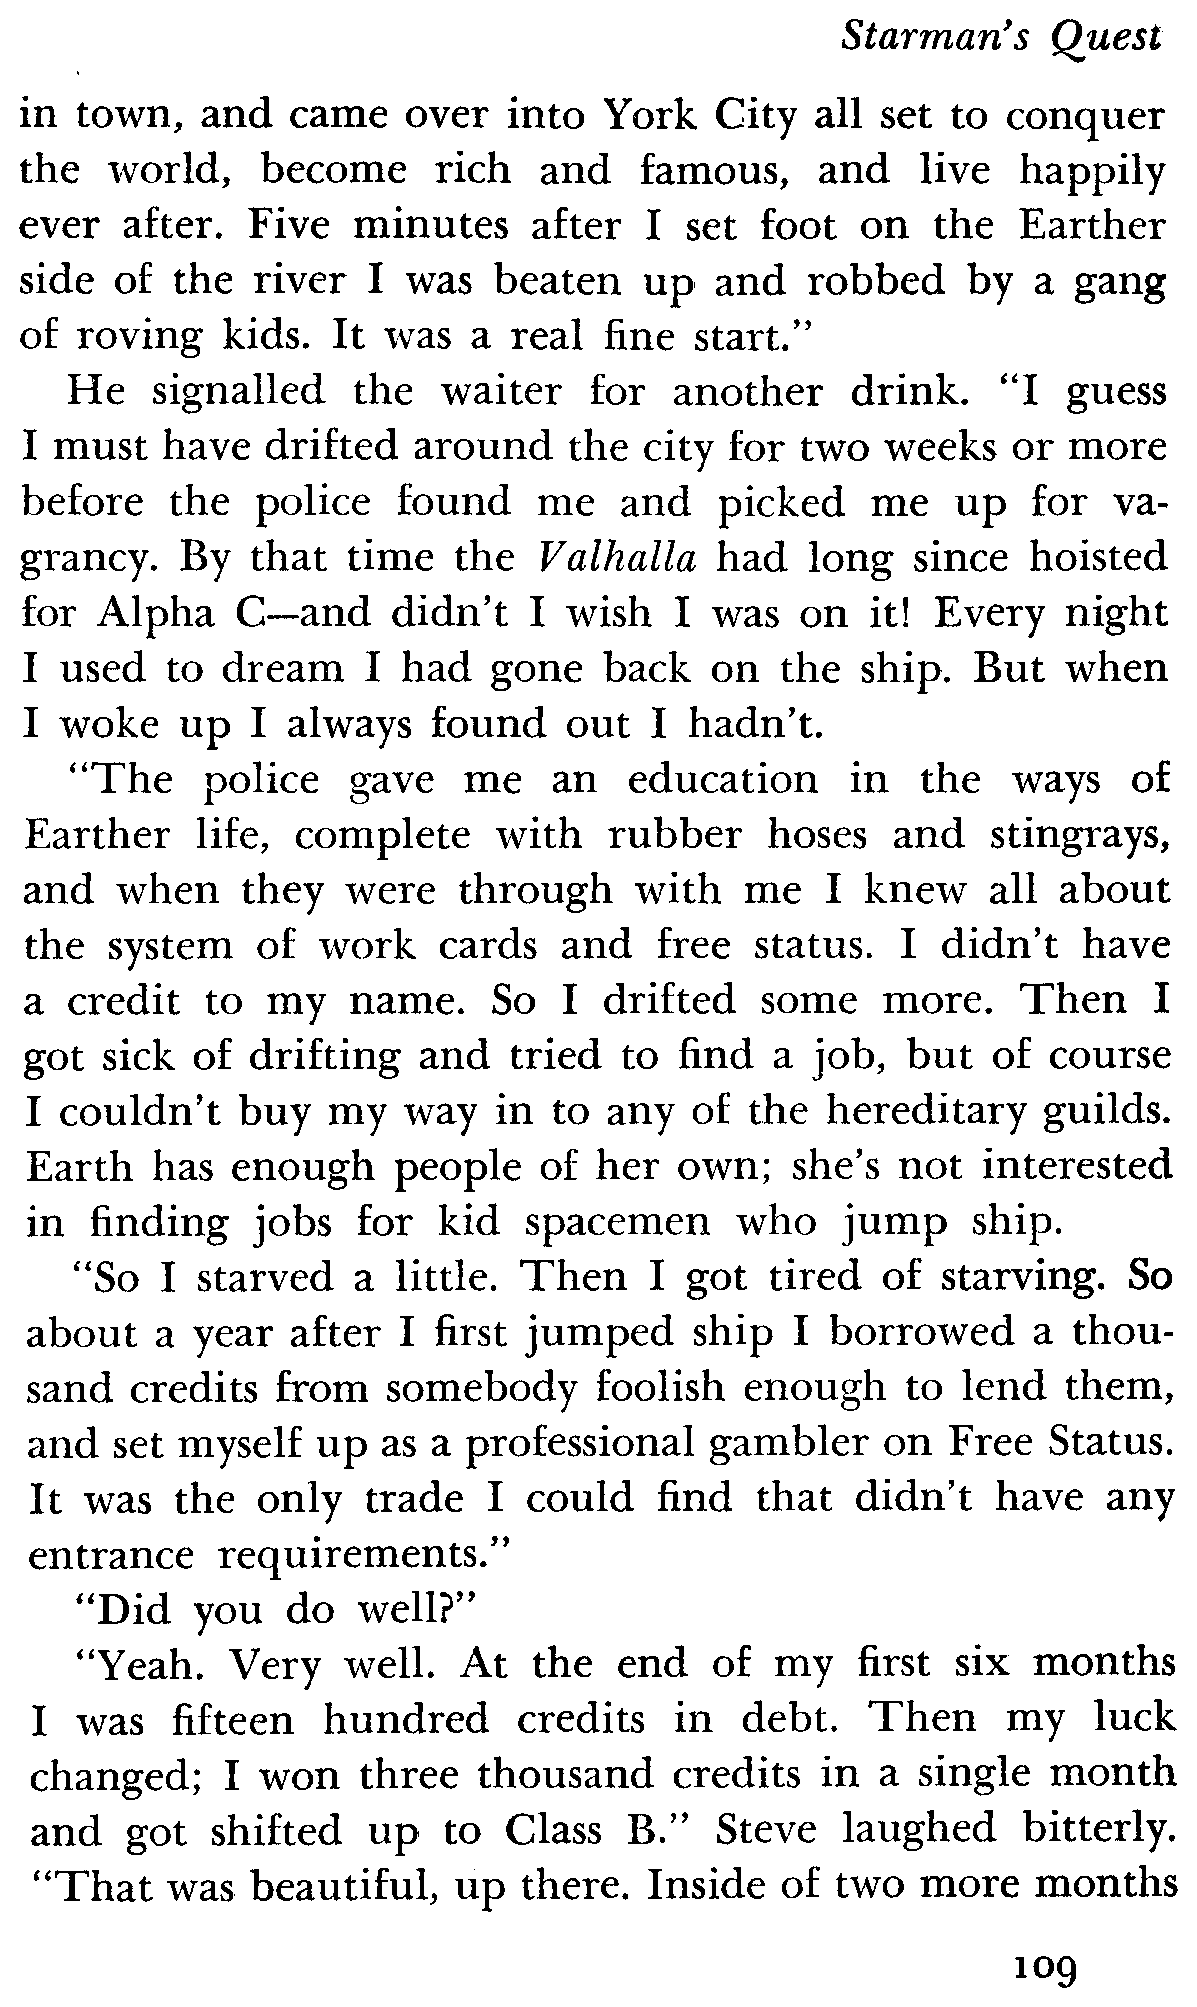 Starman's Quest
in town, and came over into York City all set to conquer
the world, become rich and famous, and live happily
ever after. Five minutes after I set foot on the Earther
side of the river I was beaten up and robbed by a gang
of roving kids. It was a real fine start.”
He signalled the waiter for another drink. “I guess
I must have drifted around the city for two weeks or more
before the police found me and picked me up for va-
grancy. By that time the Valhalla had long since hoisted
for Alpha C—and didn't I wish I was on it! Every night
I used to dream I had gone back on the ship. But when
I woke up I always found out I hadn't.
“The police gave me an education in the ways of
Earther life, complete with rubber hoses and stingrays,
and when they were through with me I knew all about
the system of work cards and free status. I didn't have
a credit to my name. So I drifted some more. Then I
got sick of drifting and tried to find a job, but of course
I couldn't buy my way in to any of the hereditary guilds.
Earth has enough people of her own; she's not interested
in finding jobs for kid spacemen who jump ship.
“So I starved a little. Then I got tired of starving. So
about a year after I first jumped ship I borrowed a thou-
sand credits from somebody foolish enough to lend them,
and set myself up as a professional gambler on Free Status.
It was the only trade I could find that didn't have any
entrance requirements.”
“Did you do well?”
“Yeah. Very well. At the end of my first six months
I was fifteen hundred credits in debt. Then my luck
changed; I won three thousand credits in a single month
and got shifted up to Class B.” Steve laughed bitterly.
“That was beautiful, up there. Inside of two more months
109